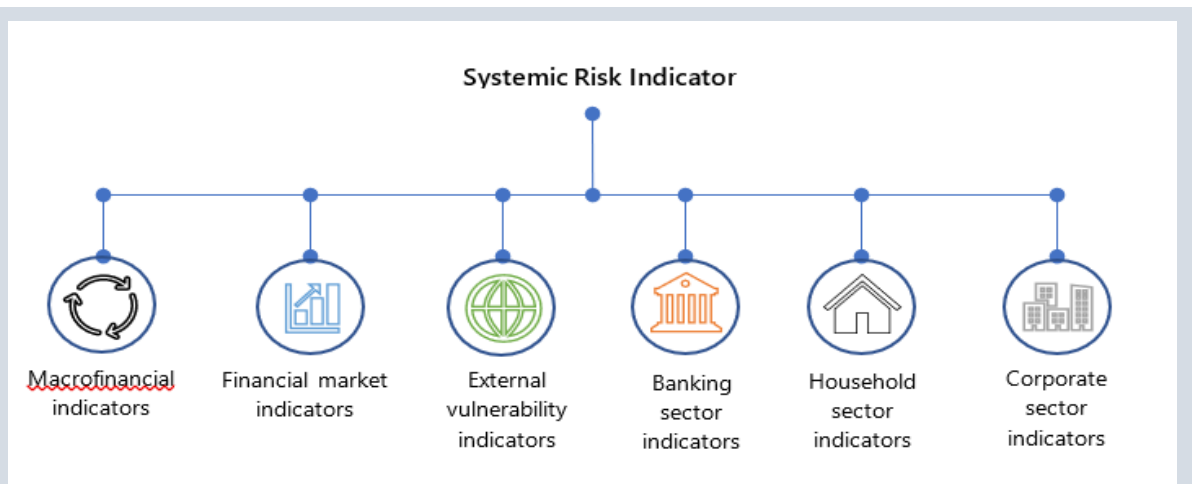 Systemic Risk Indicator
Macrofinancial
indicators
Financial market
indicators
External
vulnerability
indicators
Banking
sector
indicators
Household
sector
indicators
Corporate
sector
indicators